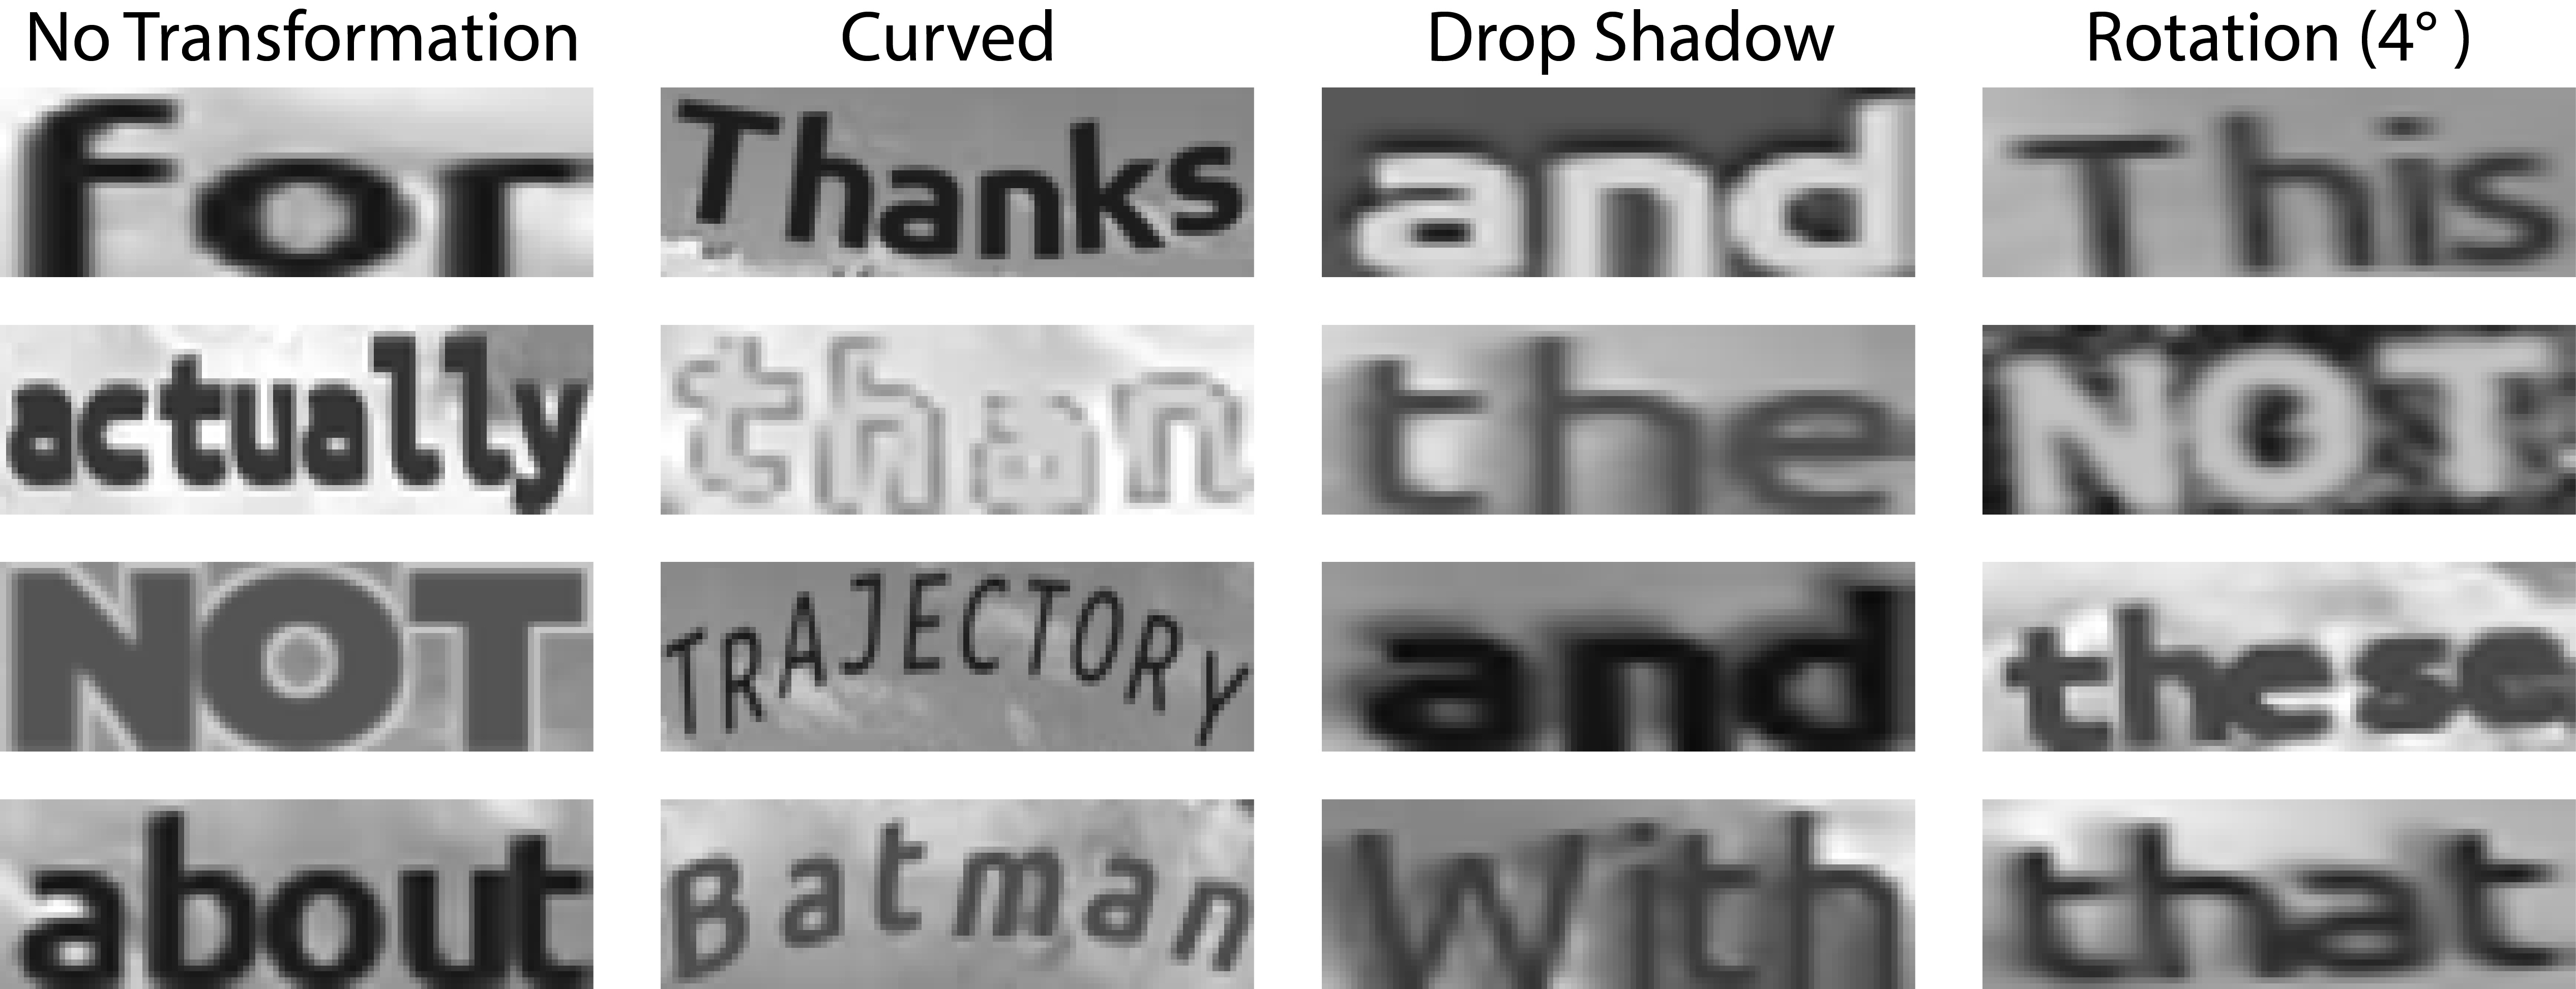 No Transformation Curved Drop Shadow Rotation (4° )
for Thanks and This
actually than the NOT
NOT TRAJECTORY and these
about Batman with that